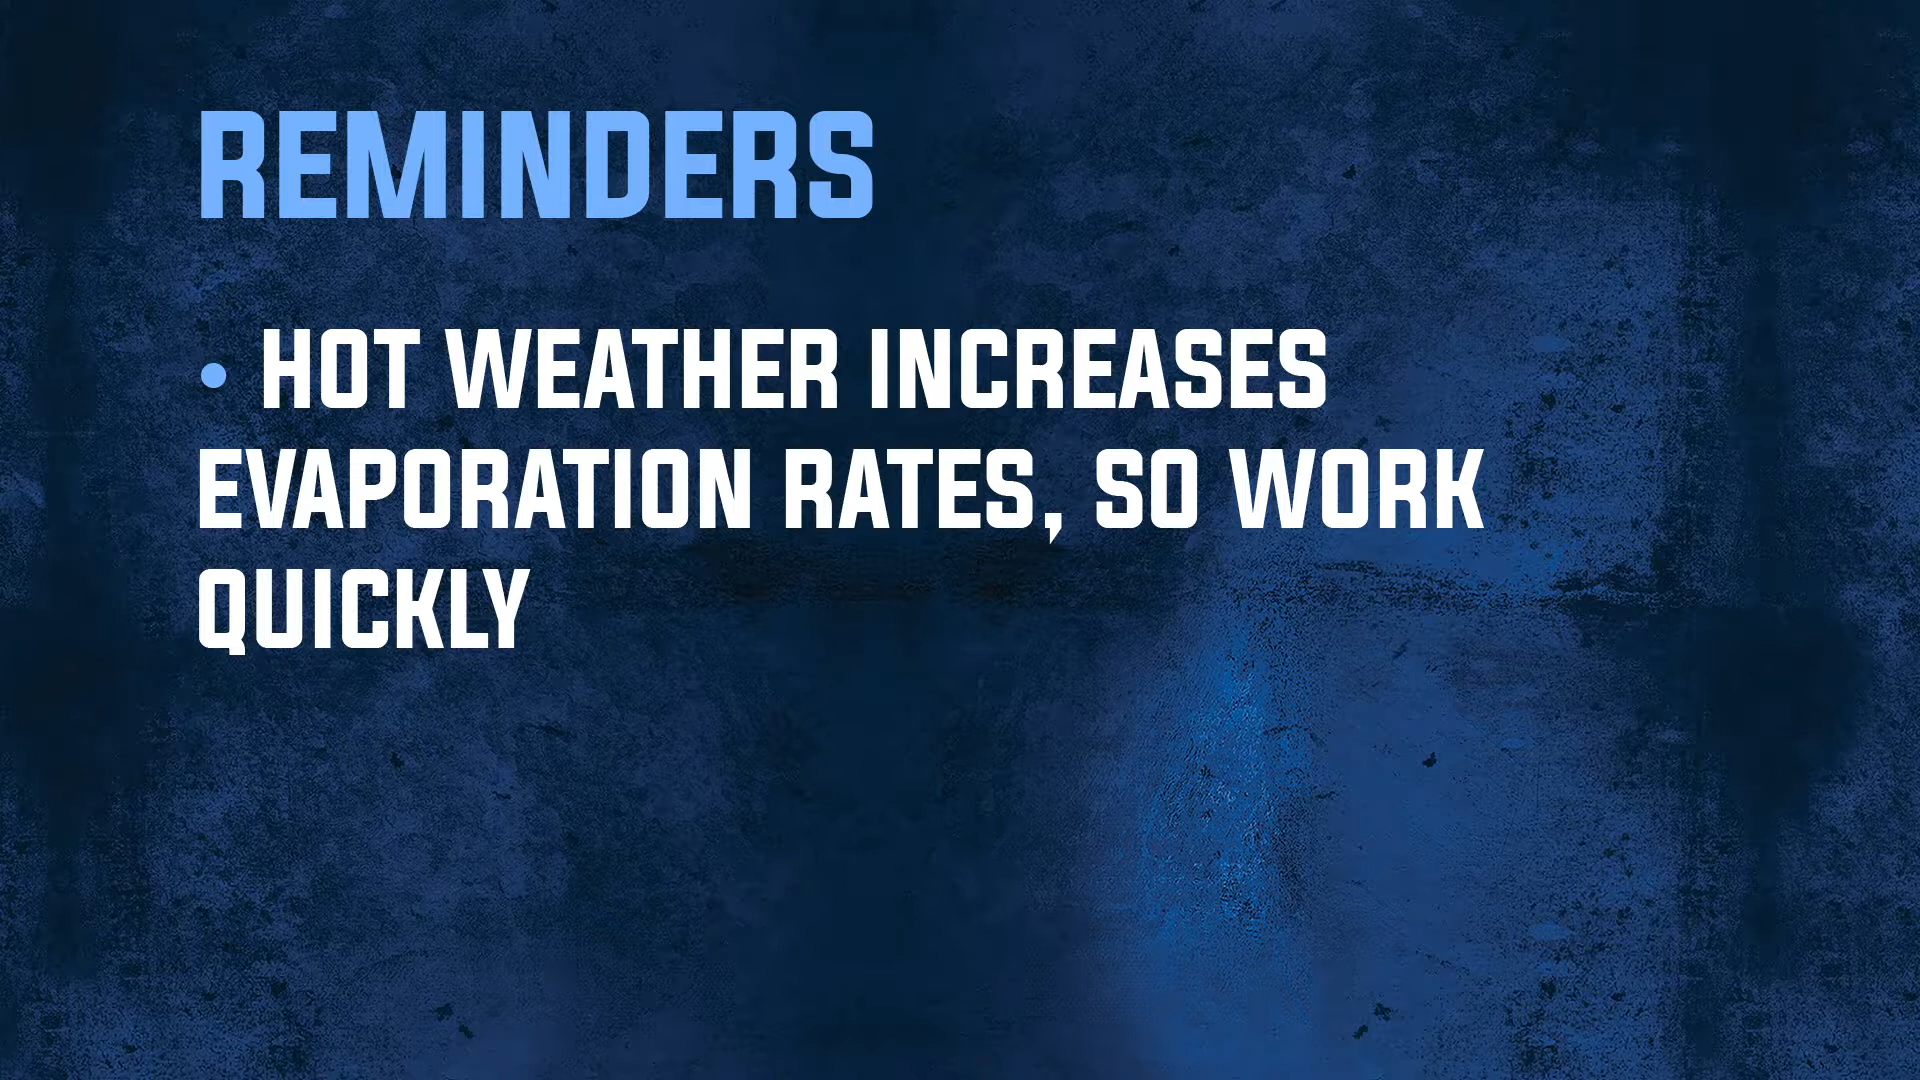 REMINDERS
• HOT WEATHER INCREASES
EVAPORATION RATES, SO WORK
QUICKLY